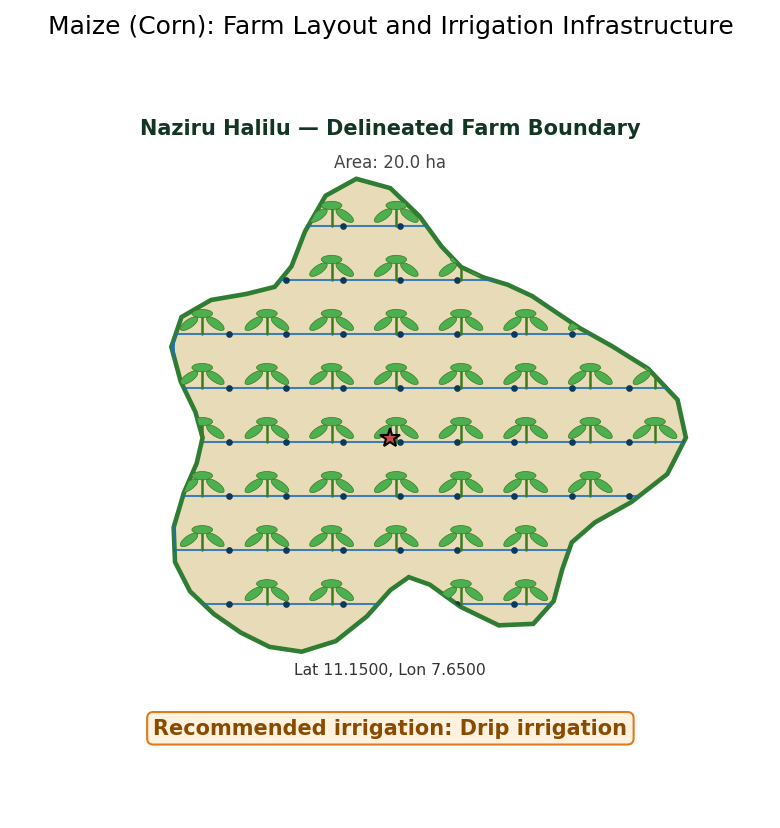 Maize (Corn): Farm Layout and Irrigation Infrastructure
Naziru Halilu — Delineated Farm Boundary
Area: 20.0 ha
Lat 11.1500, Lon 7.6500
Recommended irrigation: Drip irrigation